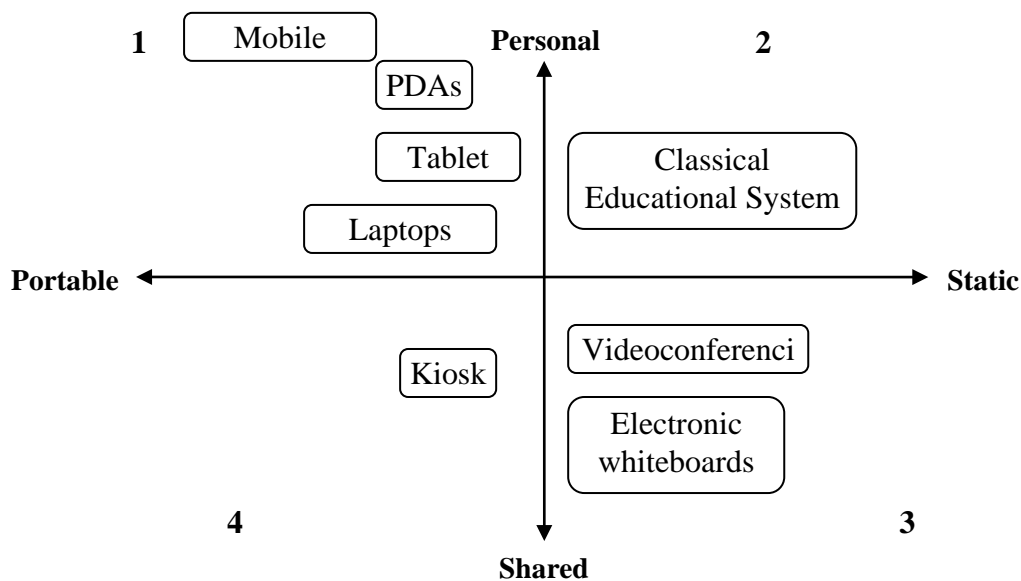 1
Mobile
Personal
2
PDAs
Tablet
Classical
Educational System
Laptops
Portable
Static
Videoconferenci
Kiosk
Electronic
whiteboards
4
3
Shared